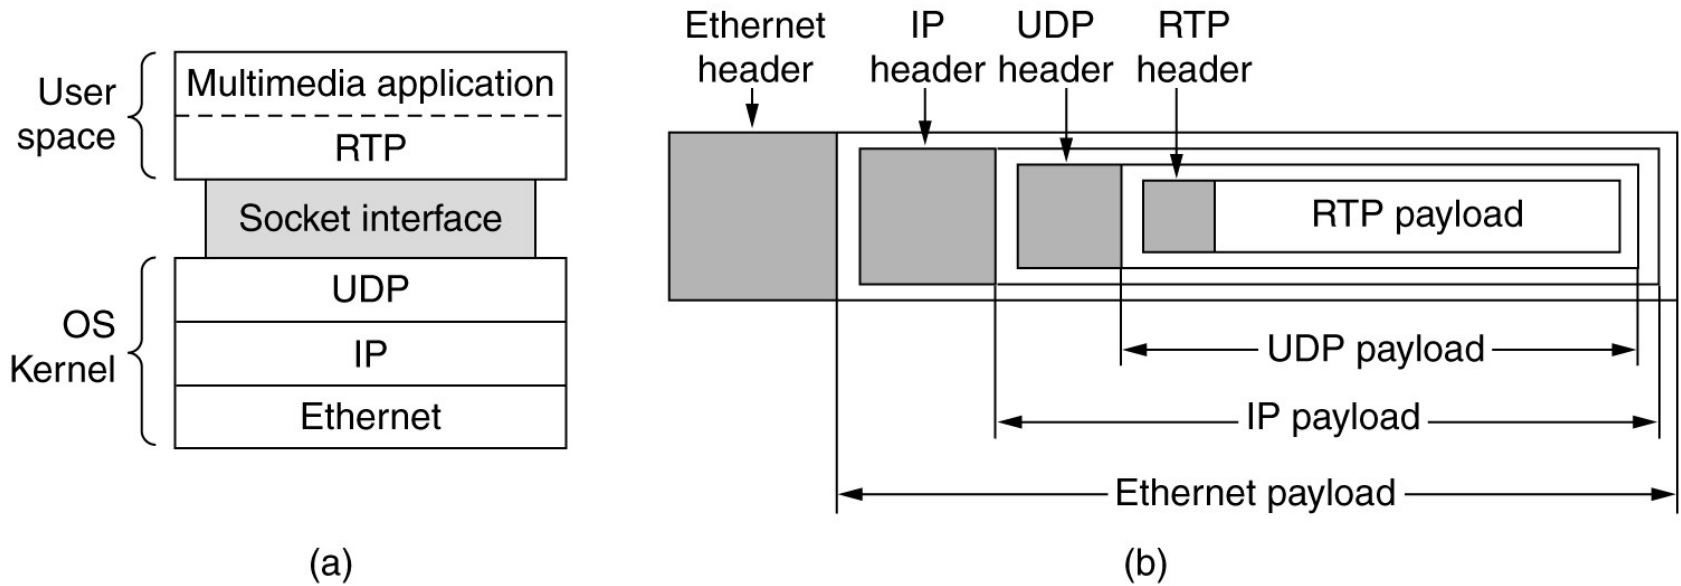 User
space
Multimedia application
RTP
Socket interface
OS
Kernel
UDP
IP
Ethernet
(a)
Ethernet
header
IP
header
UDP
header
RTP
header
RTP payload
UDP payload
IP payload
Ethernet payload
(b)